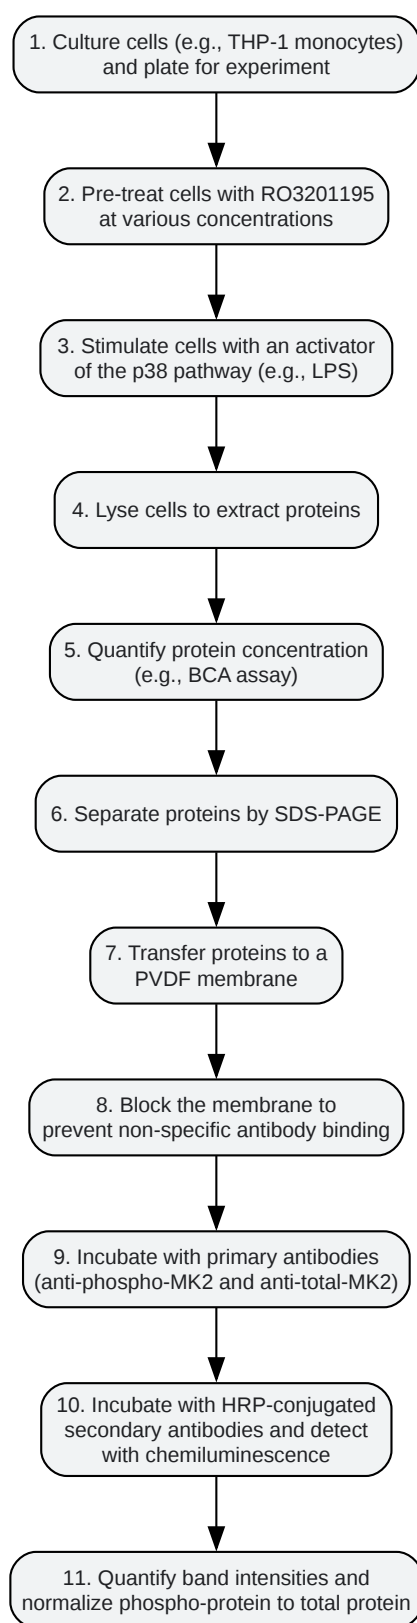 1. Culture cells (e.g., THP-1 monocytes)
and plate for experiment
2. Pre-treat cells with RO3201195
at various concentrations
3. Stimulate cells with an activator
of the p38 pathway (e.g., LPS)
4. Lyse cells to extract proteins
5. Quantify protein concentration
(e.g., BCA assay)
6. Separate proteins by SDS-PAGE
7. Transfer proteins to a
PVDF membrane
8. Block the membrane to
prevent non-specific antibody binding
9. Incubate with primary antibodies
(anti-phospho-MK2 and anti-total-MK2)
10. Incubate with HRP-conjugated
secondary antibodies and detect
with chemiluminescence
11. Quantify band intensities and
normalize phospho-protein to total protein